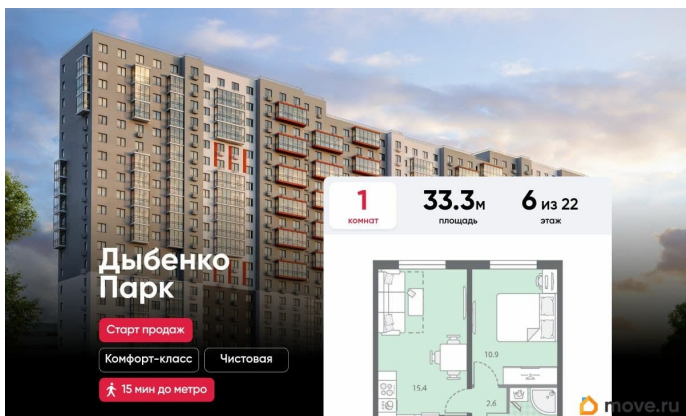 1
комнат
33.3м
площадь
6 из 22
этаж
Дыбенко
Парк
Старт продаж
Комфорт-класс
Чистовая
15 мин до метро
10.9
15.4
2.6
move.ru